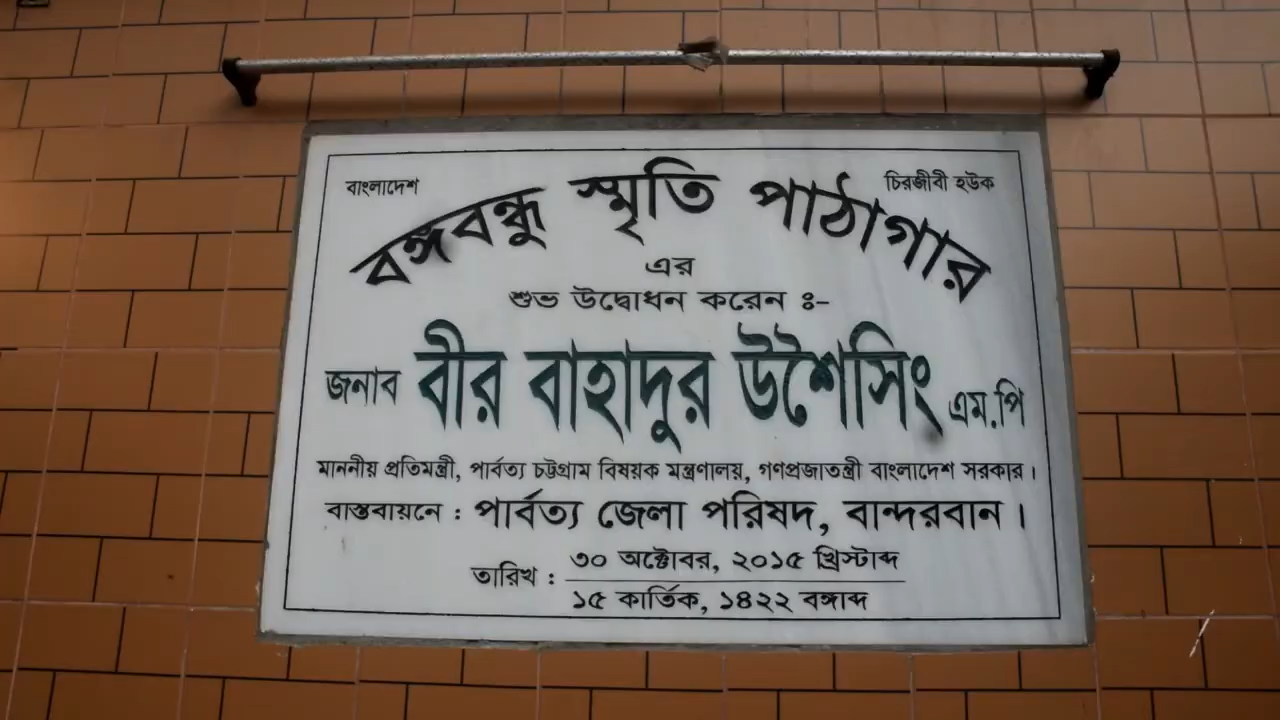 বাংলাদেশ চিরজীবী হউক
বঙ্গবন্ধু স্মৃতি পাঠাগার
এর
শুভ উদ্বোধন করেন ঃ-
জনাব বীর বাহাদুর উশৈসিং এম.পি
মাননীয় প্রতিমন্ত্রী, পার্বত্য চট্টগ্রাম বিষয়ক মন্ত্রণালয়, গণপ্রজাতন্ত্রী বাংলাদেশ সরকার।
বাস্তবায়নে : পার্বত্য জেলা পরিষদ, বান্দরবান।
তারিখ : ৩০ অক্টোবর, ২০১৫ খ্রিস্টাব্দ
১৫ কার্তিক, ১৪২২ বঙ্গাব্দ